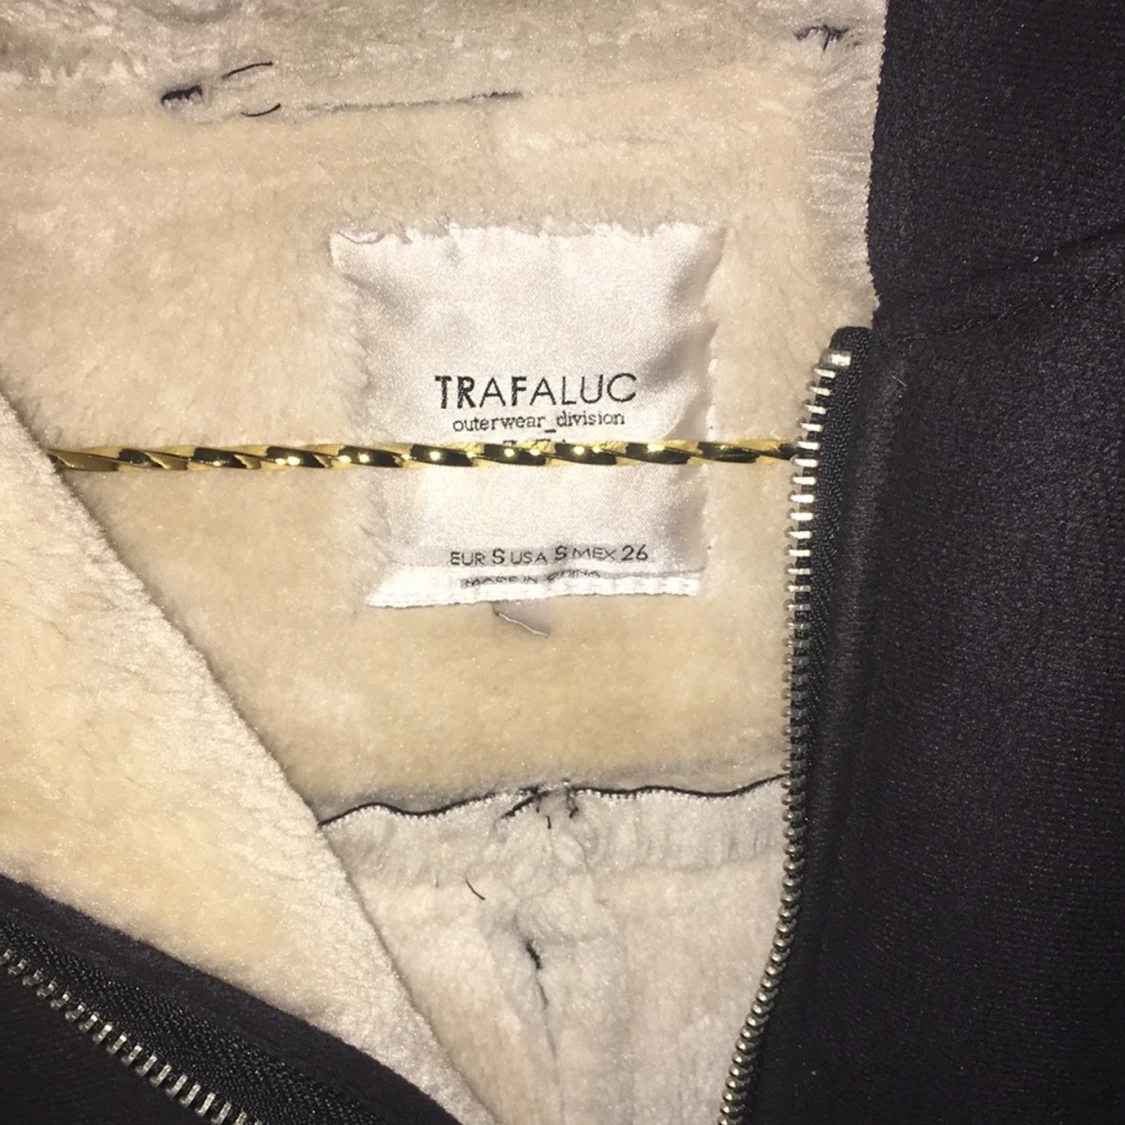 TRAFALUC
outerwear_division
EUR S USA S MEX 26
MADE IN CHINA